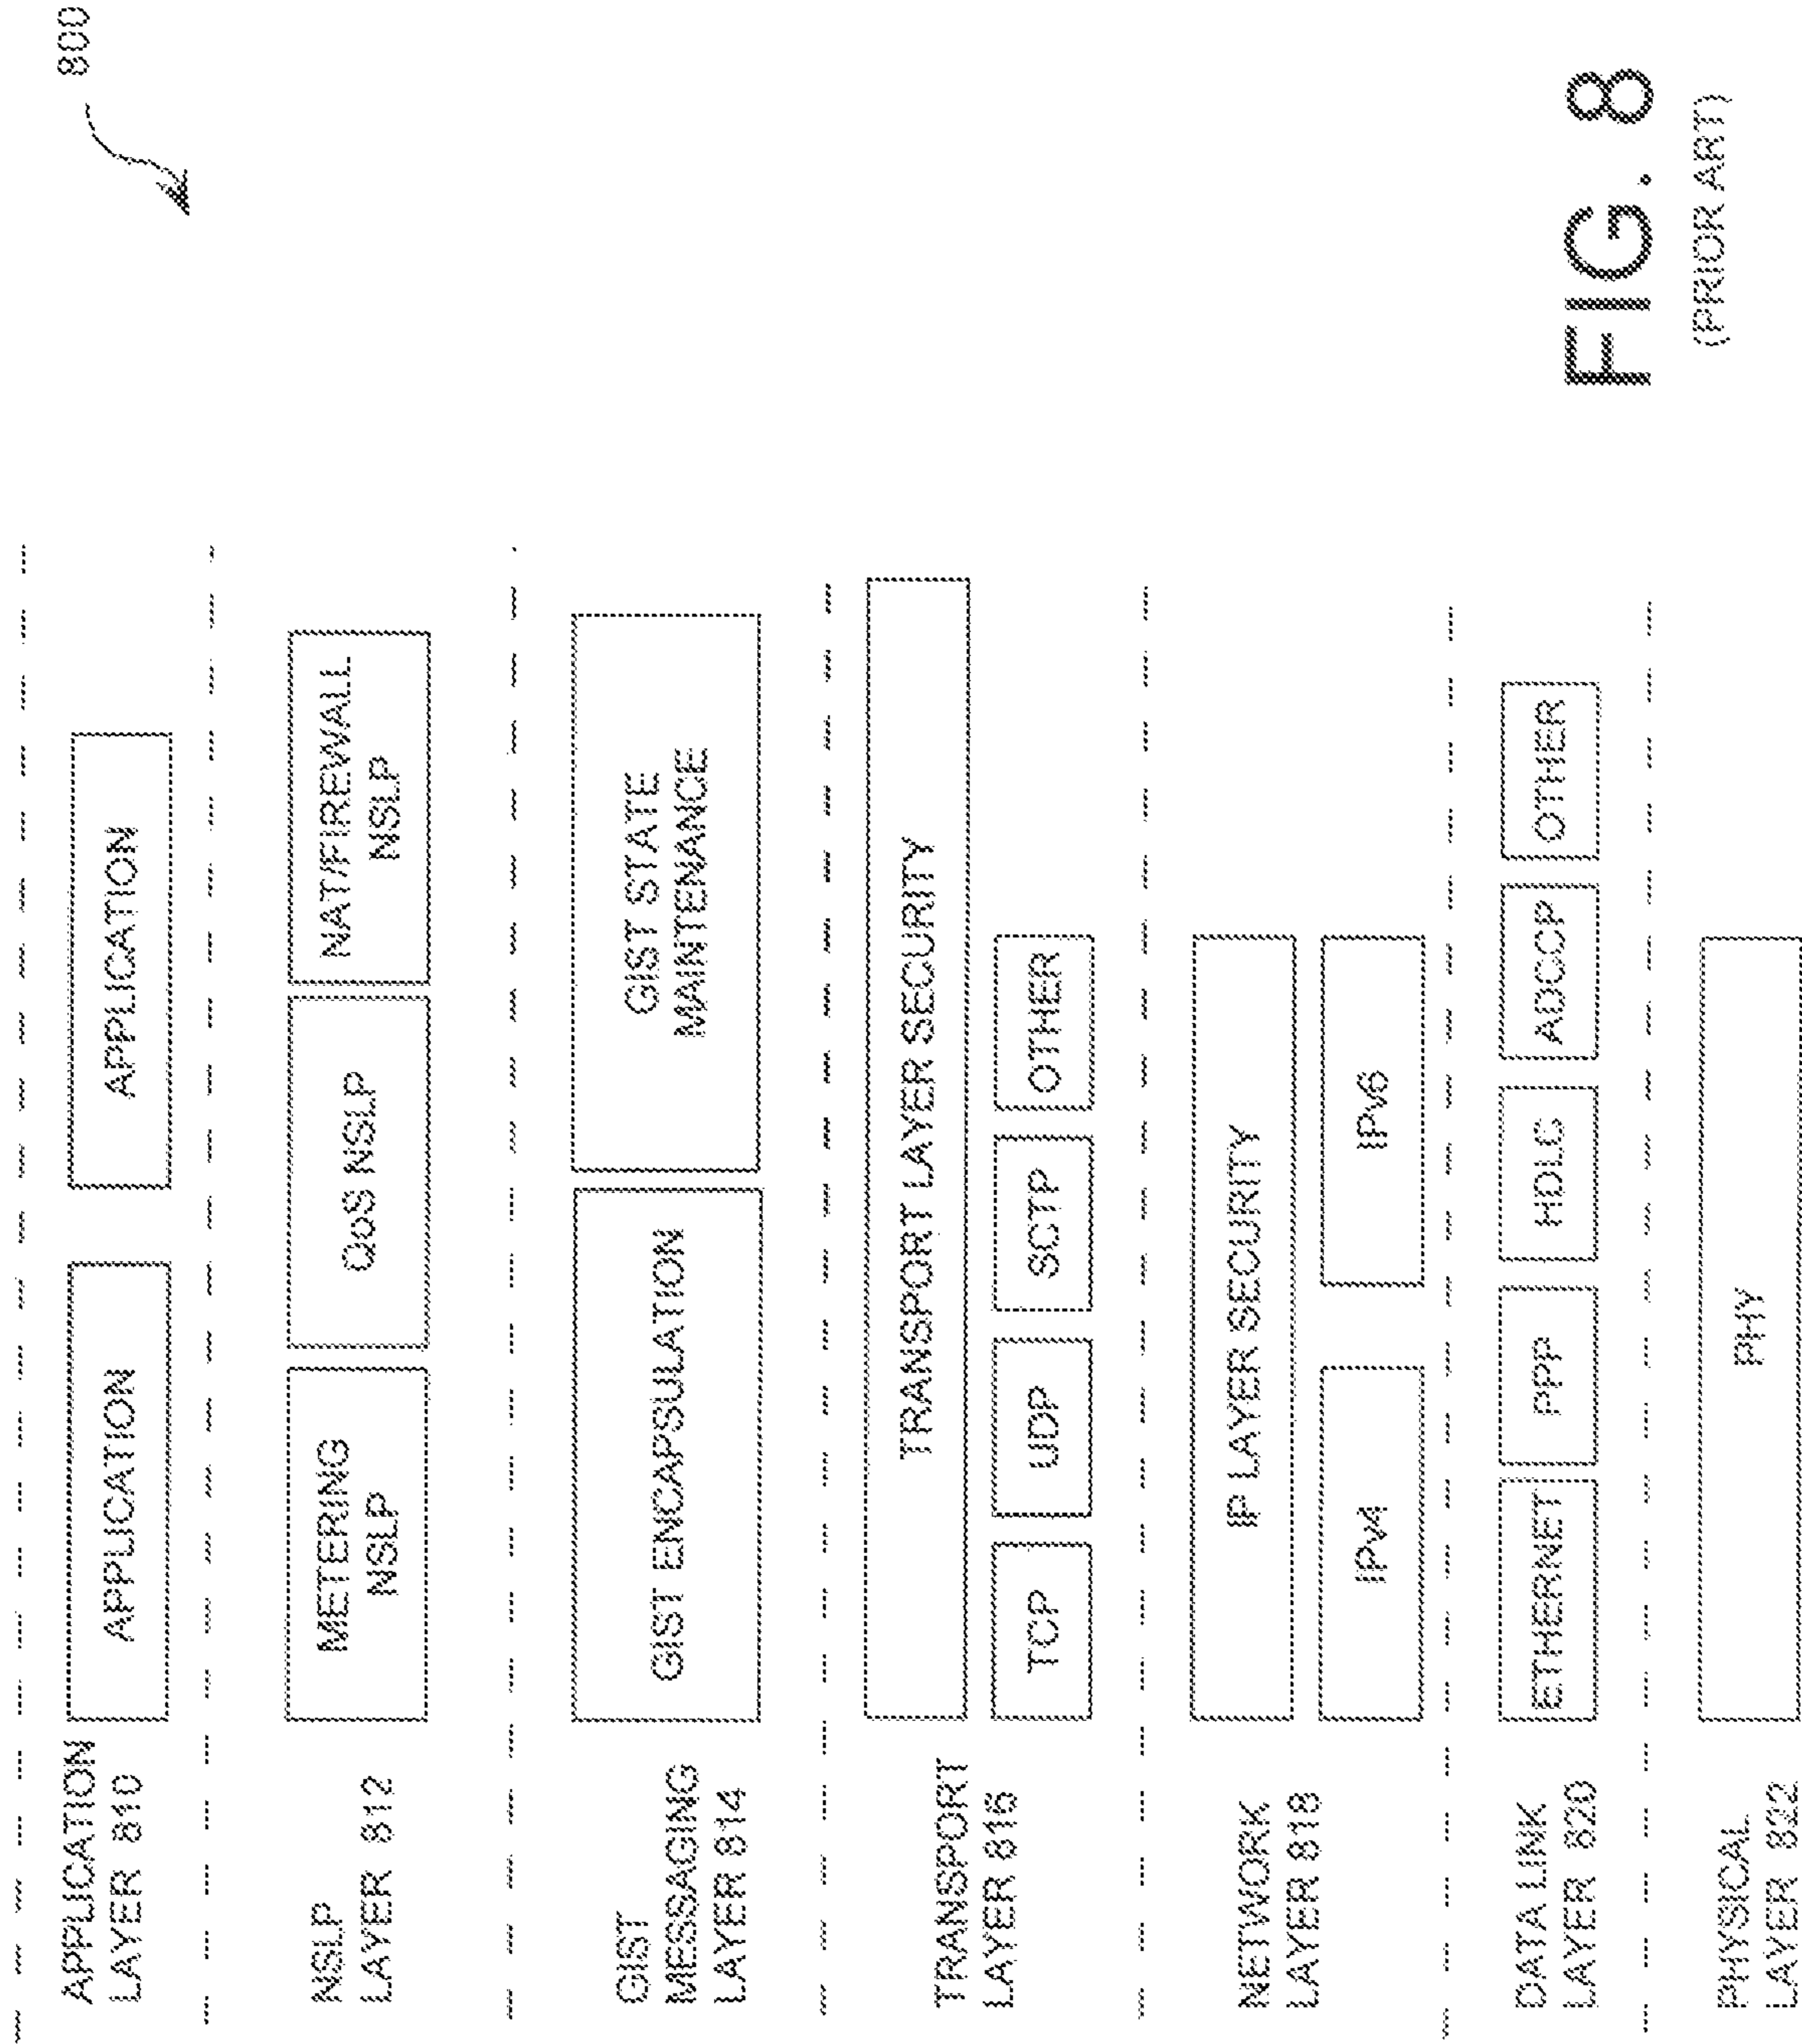 800
APPLICATION
LAYER 810
APPLICATION
APPLICATION
NSLP
LAYER 812
METERING
NSLP
QoS NSLP
NAT/FIREWALL
NSLP
GIST
MESSAGING
LAYER 814
GIST ENCAPSULATION
GIST STATE
MAINTENANCE
TRANSPORT
LAYER 816
TRANSPORT LAYER SECURITY
TCP
UDP
SCTP
OTHER
NETWORK
LAYER 818
IP LAYER SECURITY
IPv4
IPv6
DATA LINK
LAYER 820
ETHERNET
PPP
HDLC
ADCCP
OTHER
PHYSICAL
LAYER 822
PHY
FIG. 8
(PRIOR ART)